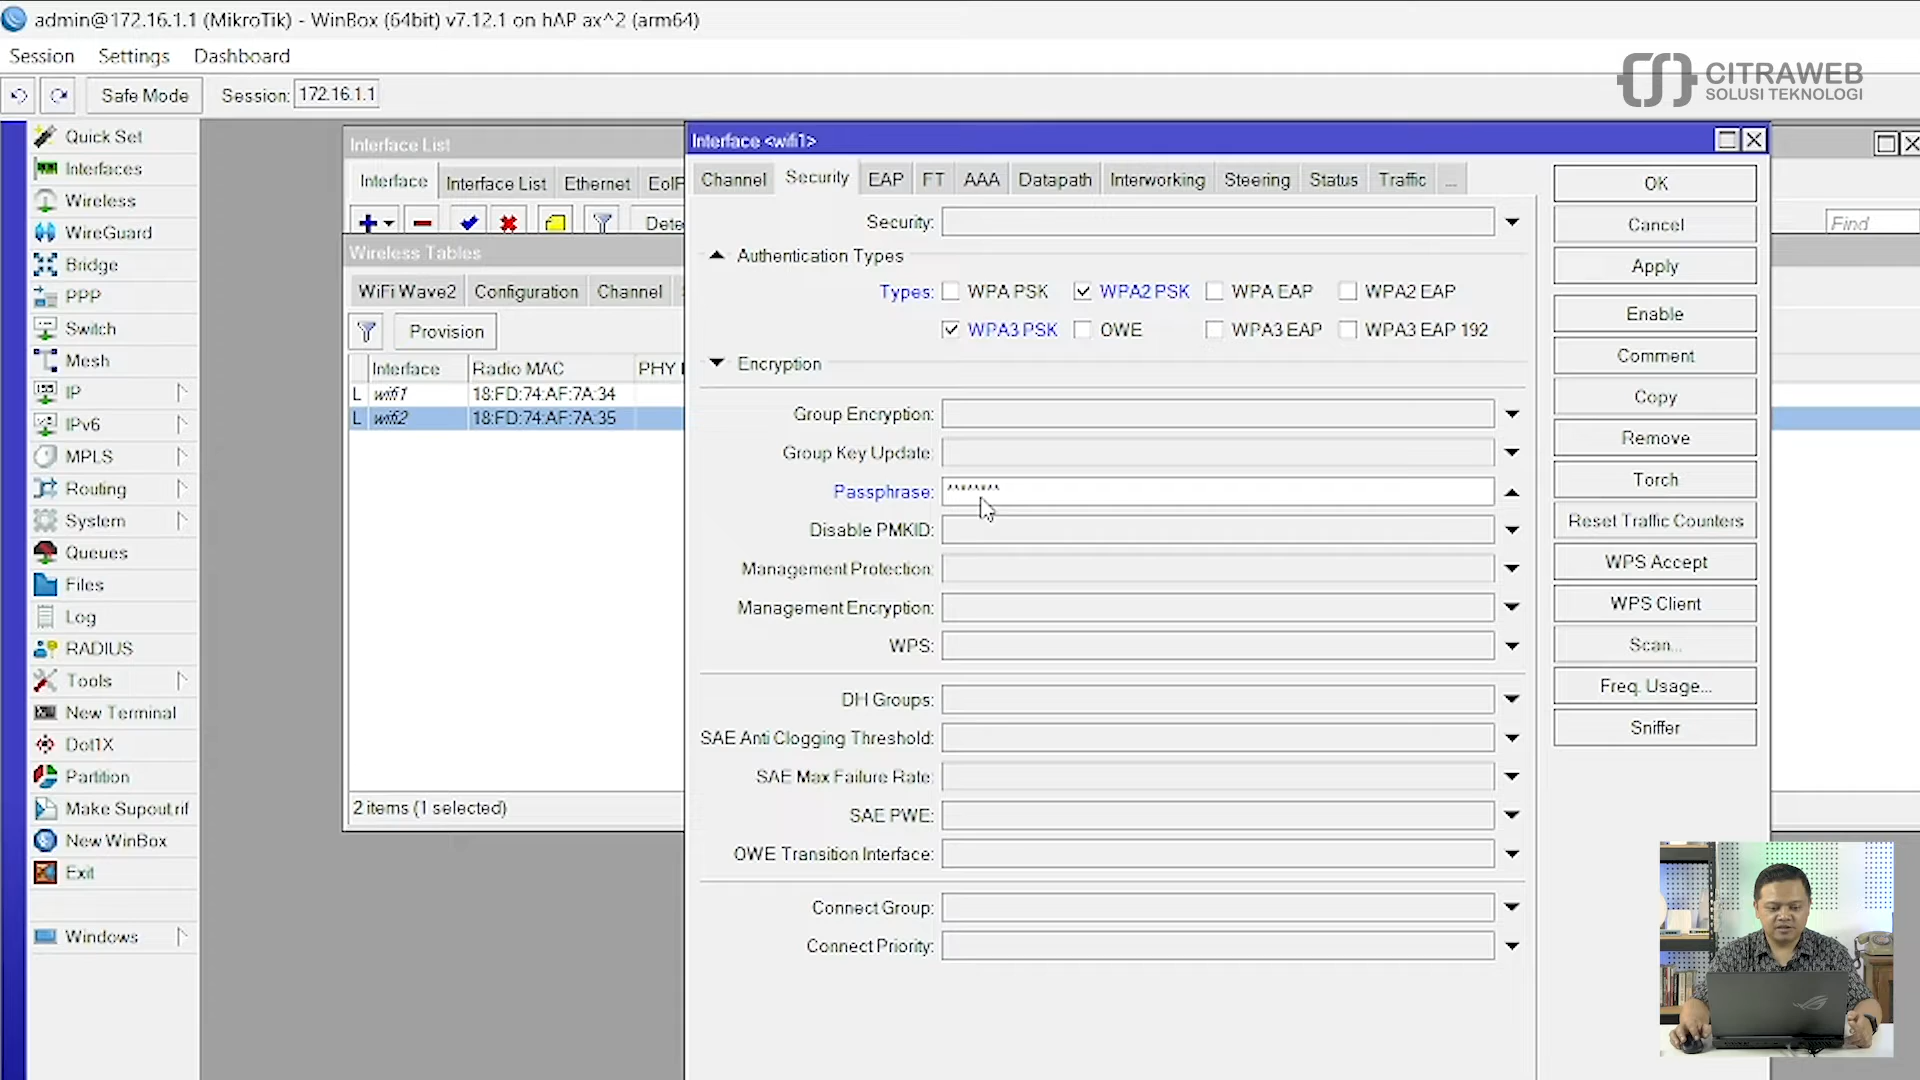 admin@172.16.1.1 (MikroTik) - WinBox (64bit) v7.12.1 on hAP ax^2 (arm64)
Session Settings Dashboard
Safe Mode Session: 172.16.1.1
CITRAWEB
SOLUSI TEKNOLOGI
Quick Set
Interfaces
Wireless
WireGuard
Bridge
PPP
Switch
Mesh
IP
IPv6
MPLS
Routing
System
Queues
Files
Log
RADIUS
Tools
New Terminal
Dot1X
Partition
Make Supout.rif
New WinBox
Exit
Windows
Interface List
Interface Interface List Ethernet EoIP
Dete
Find
Wireless Tables
WiFi Wave2 Configuration Channel
Provision
Interface Radio MAC PHY
L wifi1 18:FD:74:AF:7A:34
L wifi2 18:FD:74:AF:7A:35
2 items (1 selected)
Interface <wifi1>
Channel Security EAP FT AAA Datapath Interworking Steering Status Traffic ...
Security:
Authentication Types
Types: WPA PSK WPA2 PSK WPA EAP WPA2 EAP
WPA3 PSK OWE WPA3 EAP WPA3 EAP 192
Encryption
Group Encryption:
Group Key Update:
Passphrase: ********
Disable PMKID:
Management Protection:
Management Encryption:
WPS:
DH Groups:
SAE Anti Clogging Threshold:
SAE Max Failure Rate:
SAE PWE:
OWE Transition Interface:
Connect Group:
Connect Priority:
OK
Cancel
Apply
Enable
Comment
Copy
Remove
Torch
Reset Traffic Counters
WPS Accept
WPS Client
Scan...
Freq. Usage...
Sniffer